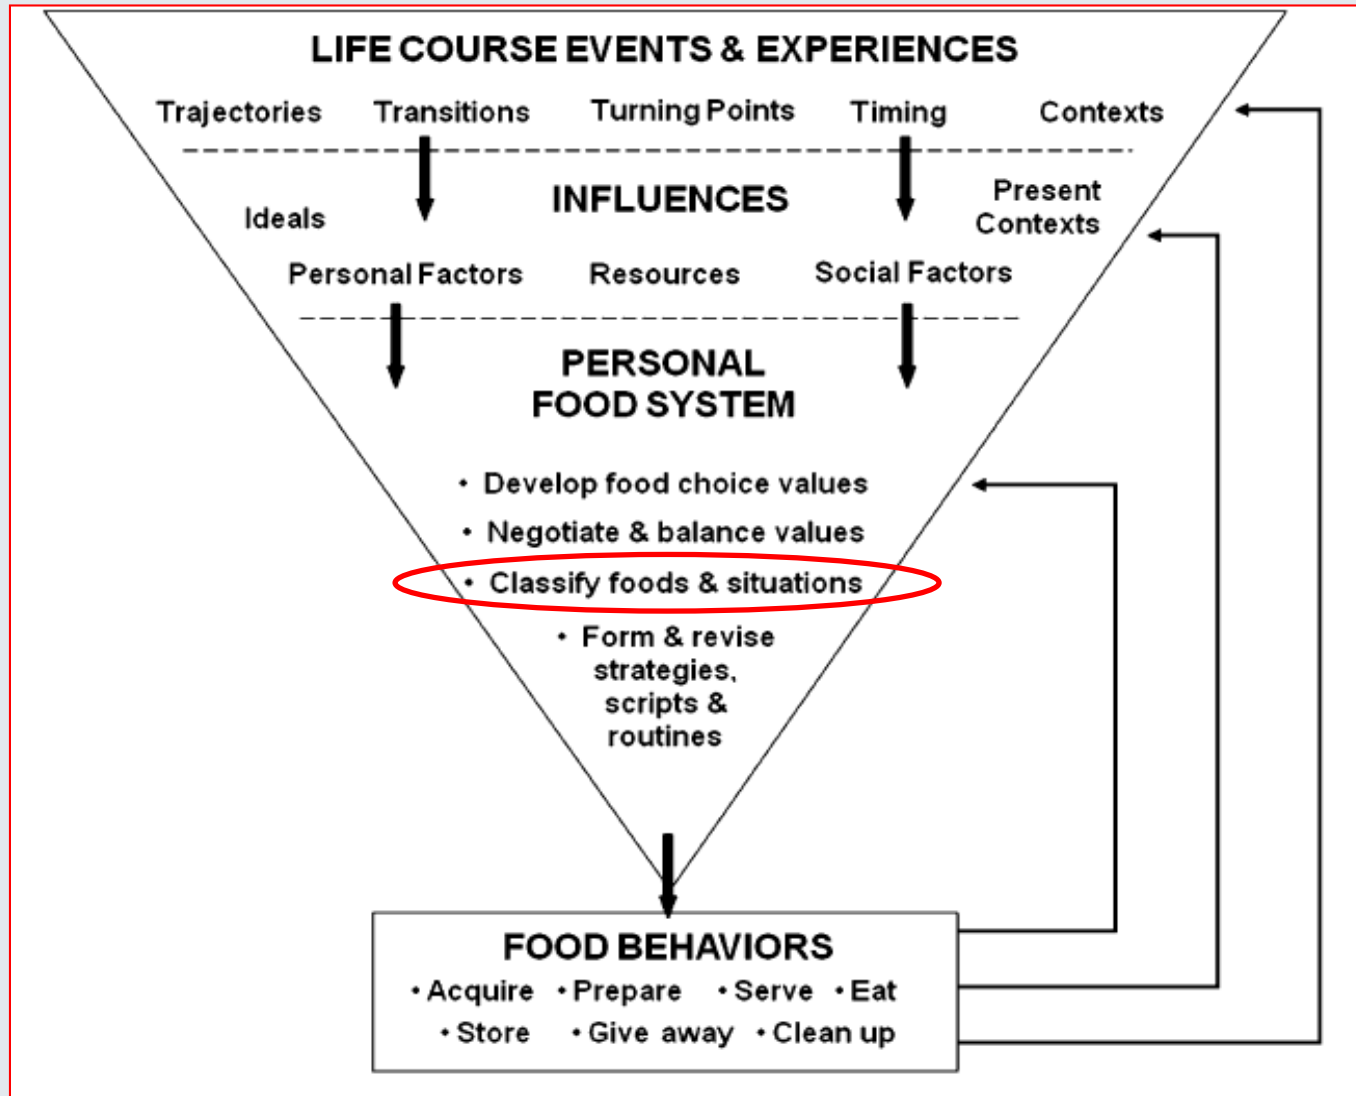 LIFE COURSE EVENTS & EXPERIENCES
Trajectories Transitions Turning Points Timing Contexts
INFLUENCES
Ideals
Present
Contexts
Personal Factors Resources Social Factors
PERSONAL
FOOD SYSTEM
• Develop food choice values
• Negotiate & balance values
• Classify foods & situations
• Form & revise
strategies,
scripts &
routines
FOOD BEHAVIORS
• Acquire • Prepare • Serve • Eat
• Store • Give away • Clean up